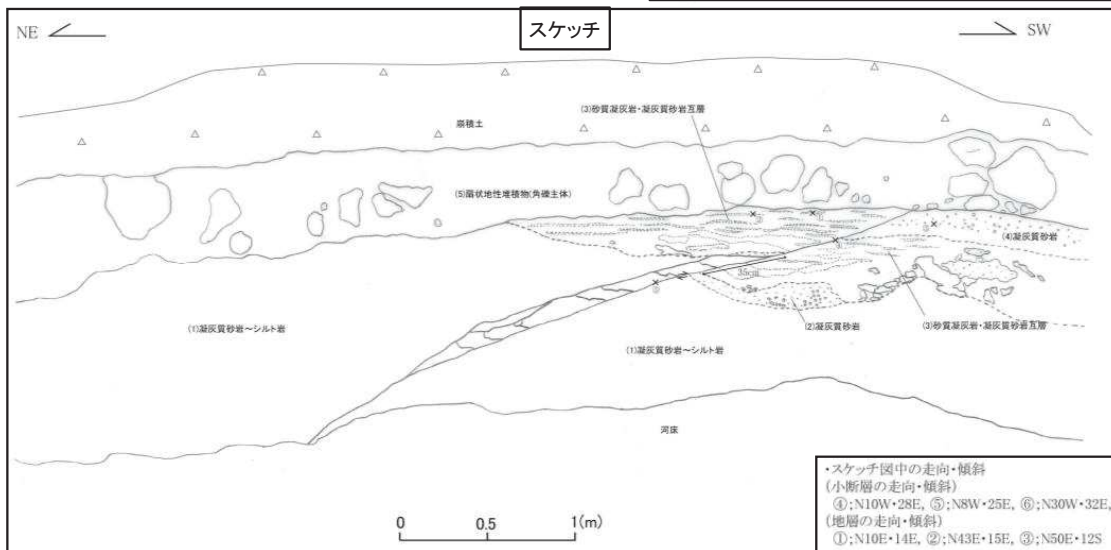 スケッチ
NE
SW
(3)砂質凝灰岩・凝灰質砂岩互層
崩積土
(5)扇状地性堆積物(角礫主体)
(4)凝灰質砂岩
35cm
(1)凝灰質砂岩～シルト岩
(2)凝灰質砂岩
(3)砂質凝灰岩・凝灰質砂岩互層
(1)凝灰質砂岩～シルト岩
河床
0 0.5 1(m)
・スケッチ図中の走向・傾斜
(小断層の走向・傾斜)
④;N10W・28E, ⑤;N8W・25E, ⑥;N30W・32E,
(地層の走向・傾斜)
①;N10E・14E, ②;N43E・15E, ③;N50E・12S